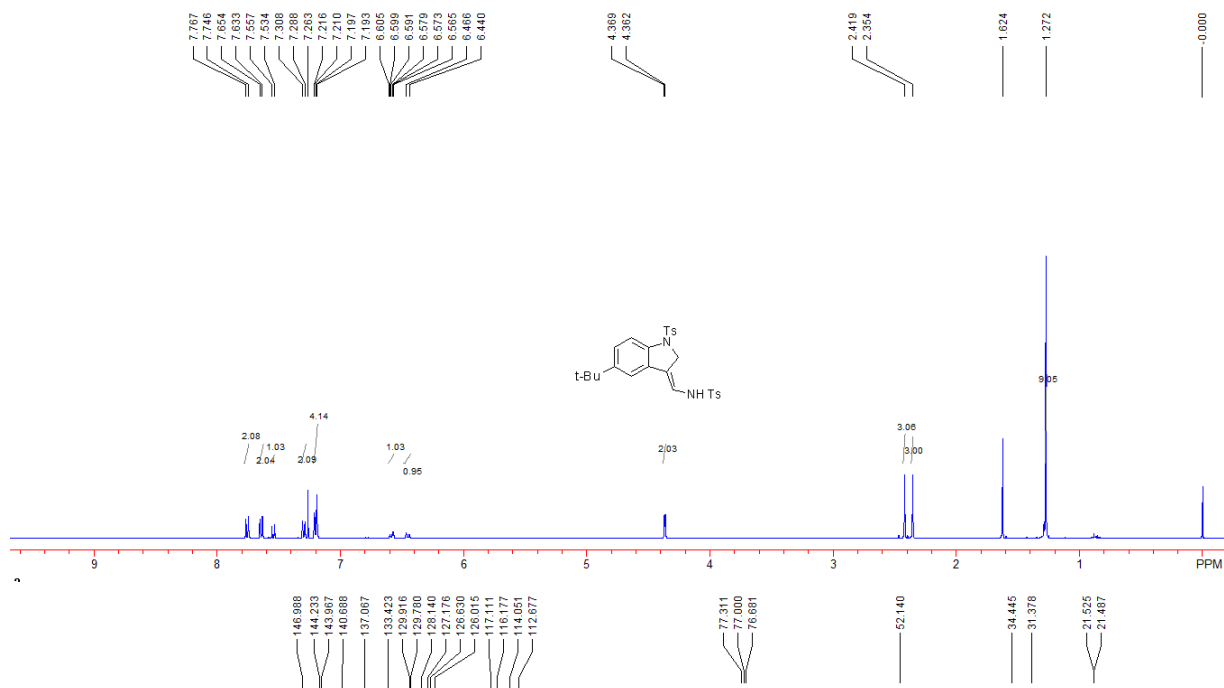 7.767 7.746 7.654 7.633 7.557 7.534 7.308 7.288 7.263 7.216 7.210 7.197 7.193 6.605 6.599 6.591 6.579 6.573 6.565 6.466 6.440 4.369 4.362 2.419 2.354 1.624 1.272 -0.000
Ts
N
t-Bu
NH Ts
9.05
4.14
2.08 1.03 1.03 3.06
2.04 2.09 0.95 2.03 3.00
9 8 7 6 5 4 3 2 1 PPM
146.988 144.233 143.967 140.688 137.067 133.423 129.916 129.780 128.140 127.176 126.630 126.015 117.111 116.177 114.051 112.677 77.311 77.000 76.681 52.140 34.445 31.378 21.525 21.487